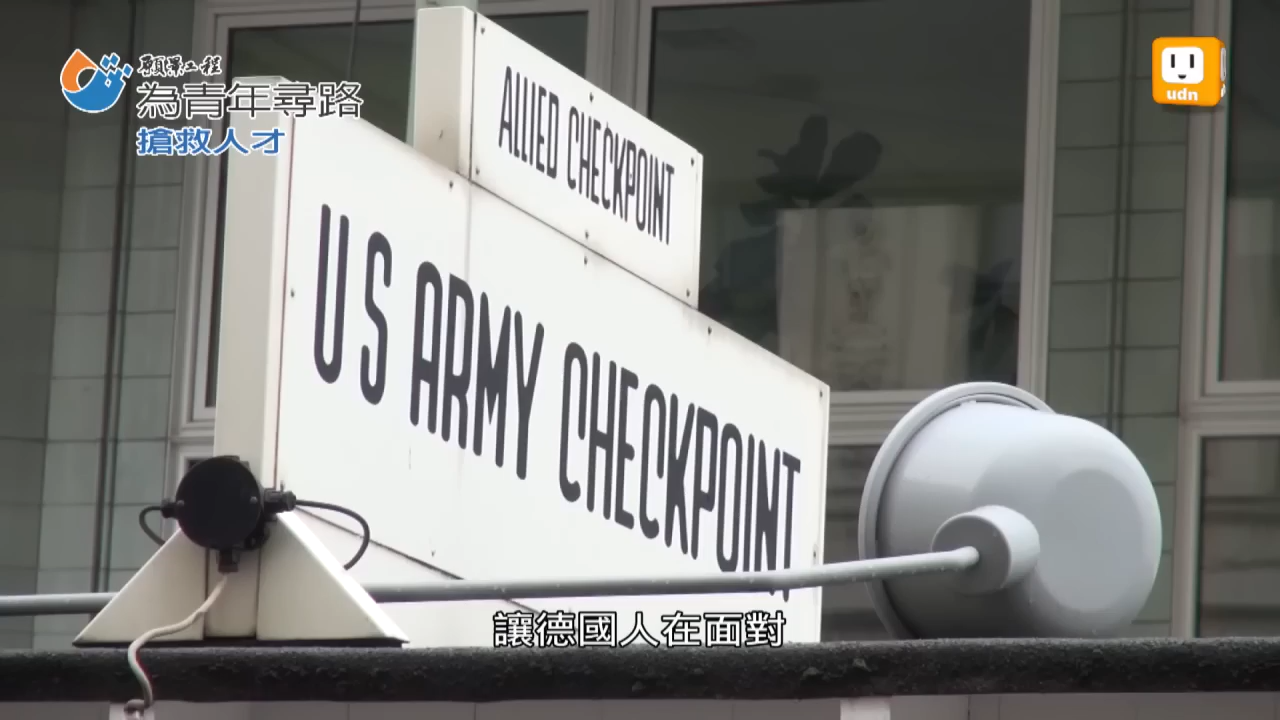 願景工程
為青年尋路
搶救人才
udn
ALLIED CHECKPOINT
US ARMY CHECKPOINT
讓德國人在面對